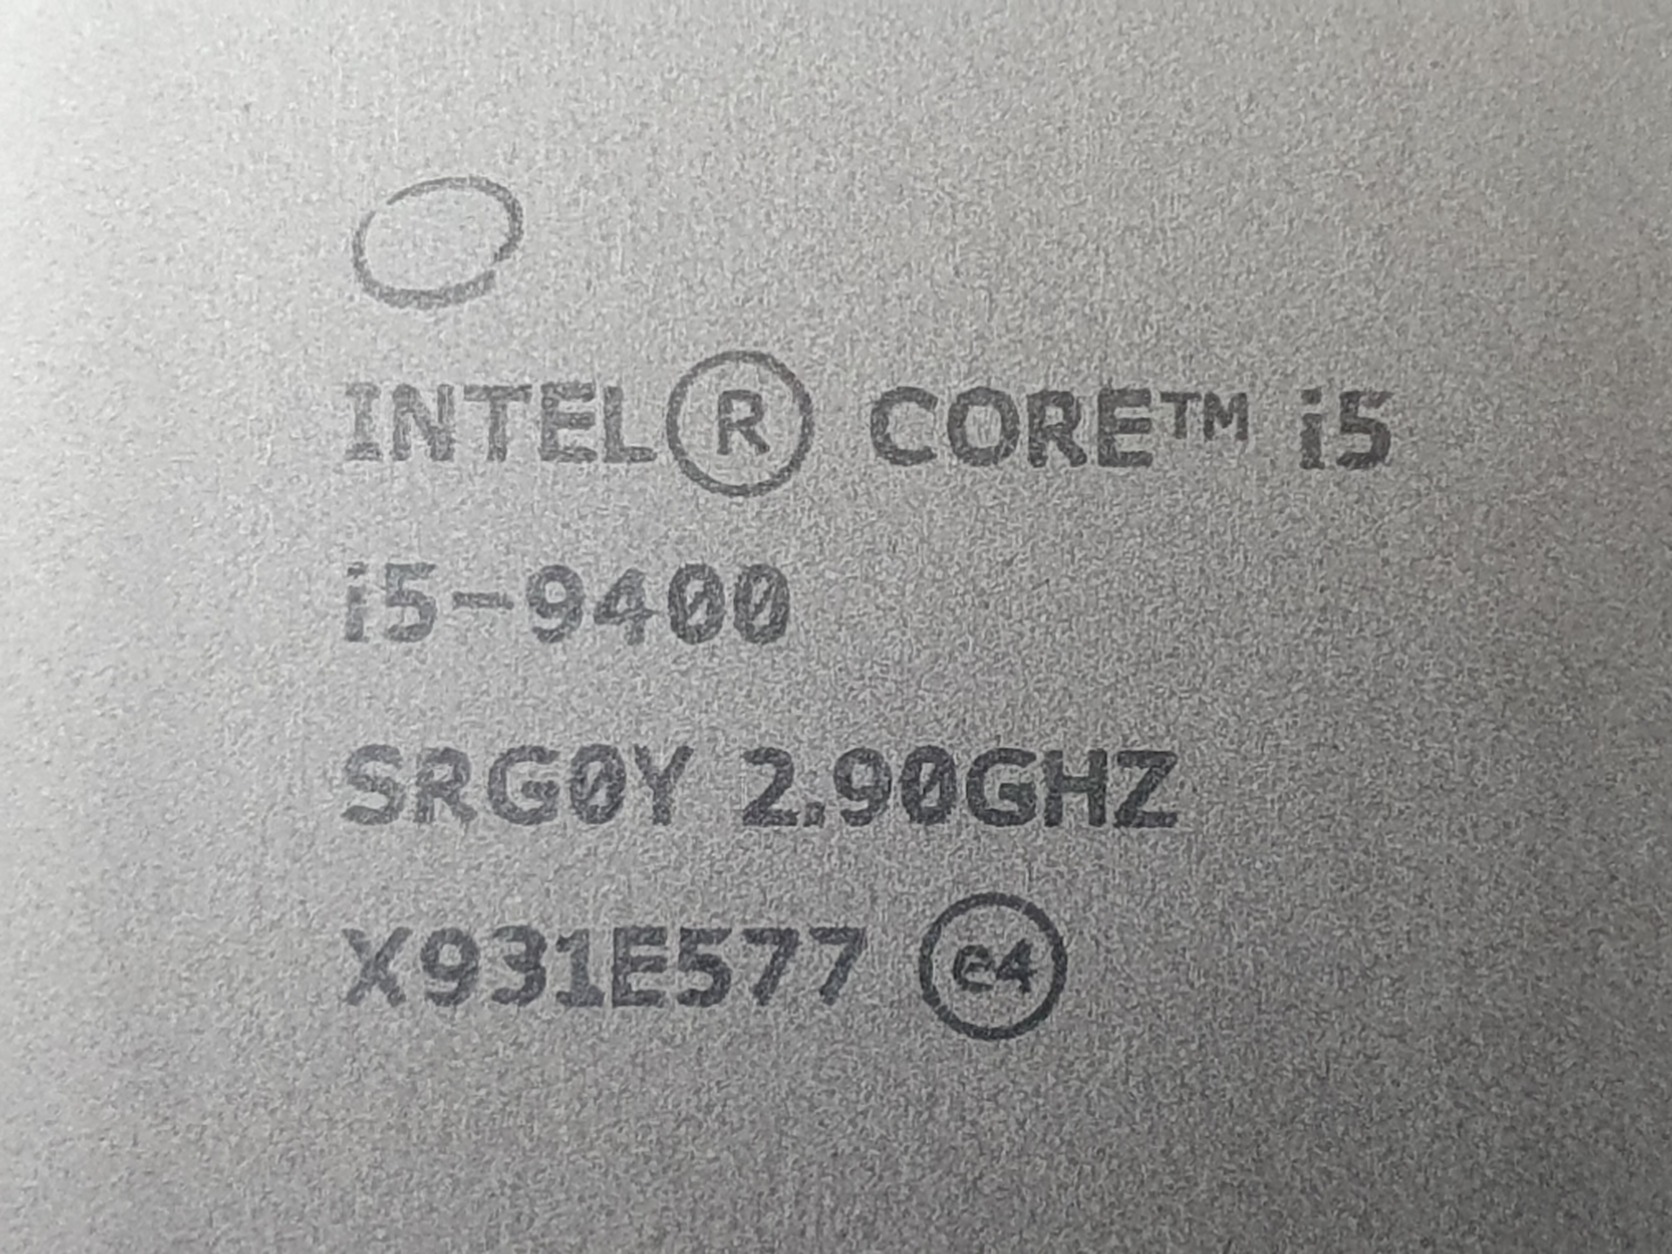 INTEL® CORE™ i5
i5-9400
SRG0Y 2.90GHZ
X931E577 e4